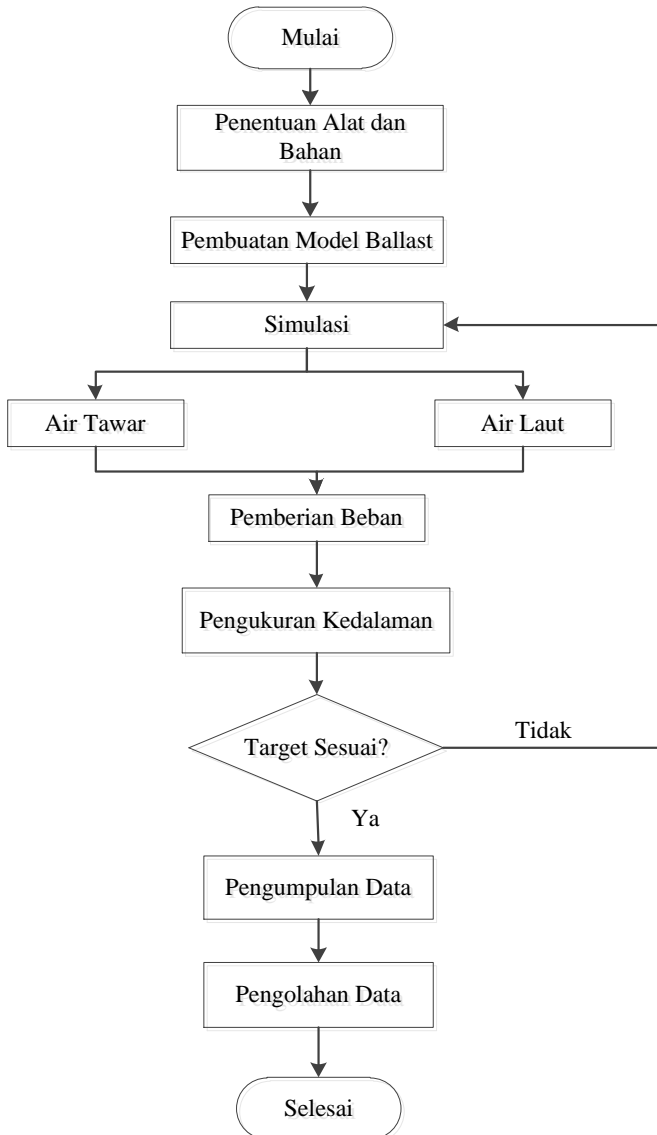 Mulai
Penentuan Alat dan
Bahan
Pembuatan Model Ballast
Simulasi
Air Tawar
Air Laut
Pemberian Beban
Pengukuran Kedalaman
Target Sesuai?
Tidak
Ya
Pengumpulan Data
Pengolahan Data
Selesai